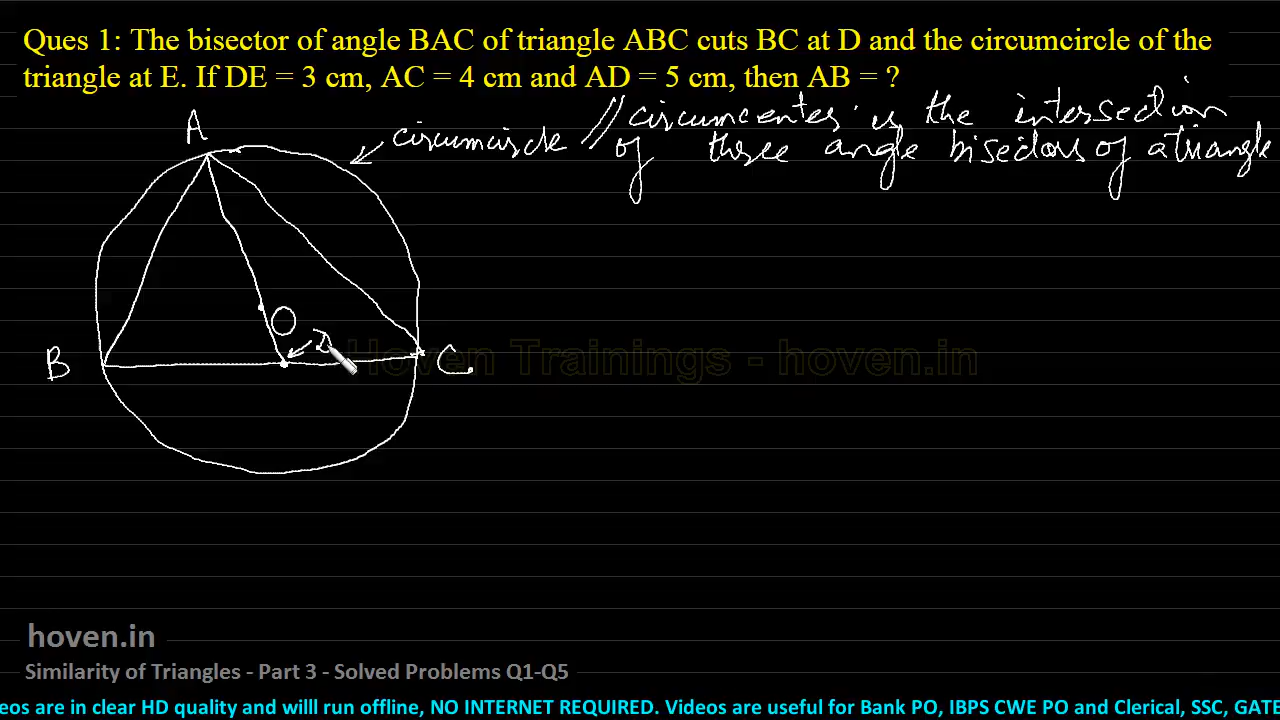 Ques 1: The bisector of angle BAC of triangle ABC cuts BC at D and the circumcircle of the
triangle at E. If DE = 3 cm, AC = 4 cm and AD = 5 cm, then AB = ?
A
circumcircle // circumcenter is the intersection
of three angle bisectors of a triangle
O
D
B
C
Hoven Trainings - hoven.in
hoven.in
Similarity of Triangles - Part 3 - Solved Problems Q1-Q5
eos are in clear HD quality and willl run offline, NO INTERNET REQUIRED. Videos are useful for Bank PO, IBPS CWE PO and Clerical, SSC, GATE